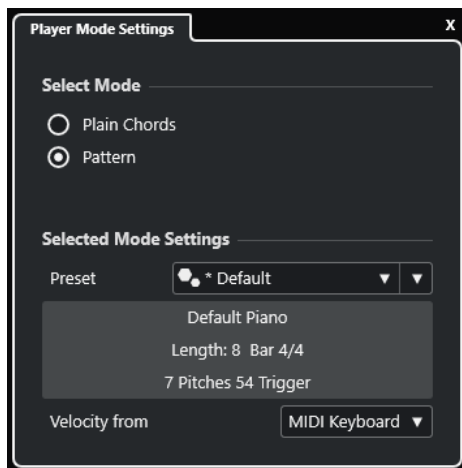 Player Mode Settings X
Select Mode
Plain Chords
Pattern
Selected Mode Settings
Preset * Default
Default Piano
Length: 8 Bar 4/4
7 Pitches 54 Trigger
Velocity from MIDI Keyboard